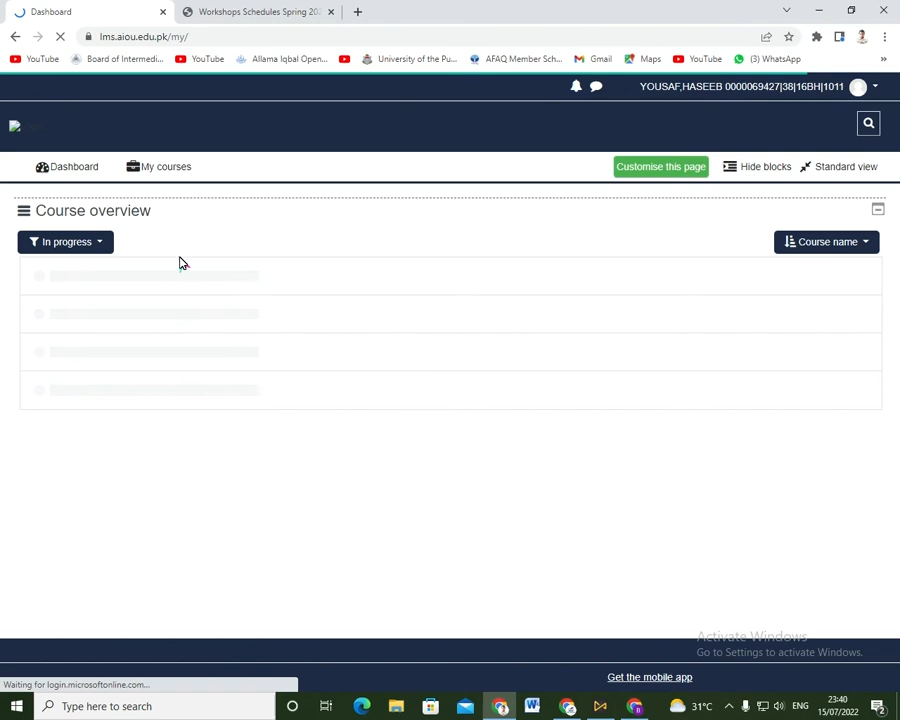 Dashboard
Workshops Schedules Spring 202
lms.aiou.edu.pk/my/
YouTube
Board of Intermedi...
YouTube
Allama Iqbal Open...
University of the Pu...
AFAQ Member Sch...
Gmail
Maps
YouTube
(3) WhatsApp
»
YOUSAF,HASEEB 0000069427|38|16BH|1011
Dashboard
My courses
Customise this page
Hide blocks
Standard view
Course overview
In progress
Course name
Activate Windows
Go to Settings to activate Windows.
Get the mobile app
Waiting for login.microsoftonline.com...
Type here to search
31°C
ENG
23:40
15/07/2022
2